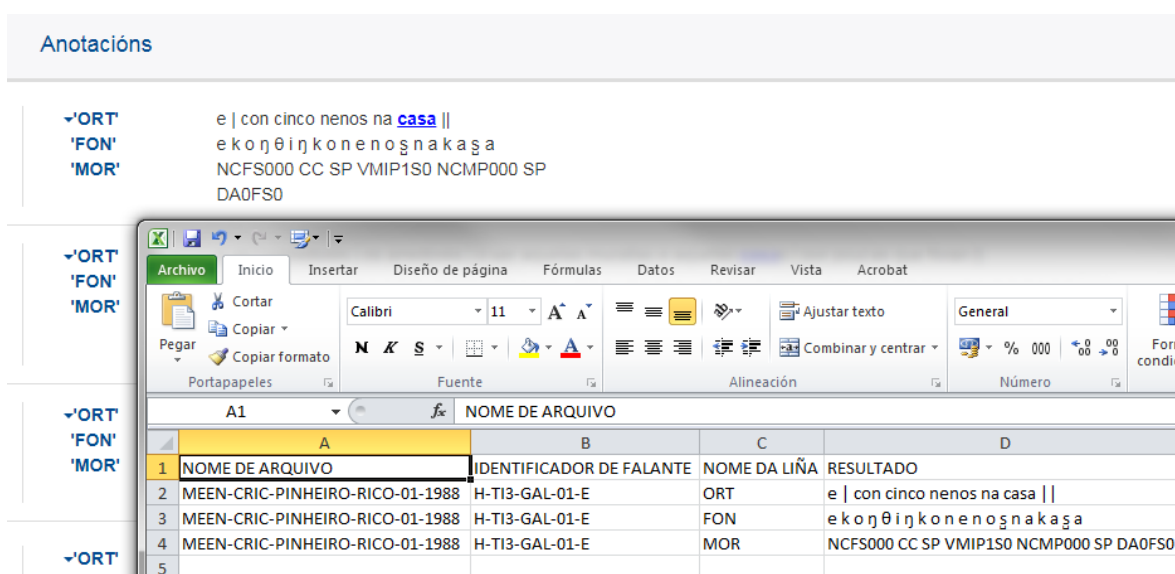 Anotacións
'ORT' e | con cinco nenos na casa ||
'FON' e k o ŋ θ i ŋ k o n e n o s̺ n a k a s̺ a
'MOR' NCFS000 CC SP VMIP1S0 NCMP000 SP
DA0FS0
'ORT'
'FON'
'MOR'
'ORT'
'FON'
'MOR'
'ORT'
Archivo Inicio Insertar Diseño de página Fórmulas Datos Revisar Vista Acrobat
Pegar
Cortar
Copiar
Copiar formato
Portapapeles
Calibri 11 A A
N K S A
Fuente
Ajustar texto
Combinar y centrar
Alineación
General
% 000
Número
A1 fx NOME DE ARQUIVO
A B C D
1 NOME DE ARQUIVO IDENTIFICADOR DE FALANTE NOME DA LIÑA RESULTADO
2 MEEN-CRIC-PINHEIRO-RICO-01-1988 H-TI3-GAL-01-E ORT e | con cinco nenos na casa ||
3 MEEN-CRIC-PINHEIRO-RICO-01-1988 H-TI3-GAL-01-E FON e k o ŋ θ i ŋ k o n e n o s̺ n a k a s̺ a
4 MEEN-CRIC-PINHEIRO-RICO-01-1988 H-TI3-GAL-01-E MOR NCFS000 CC SP VMIP1S0 NCMP000 SP DA0FS0
5